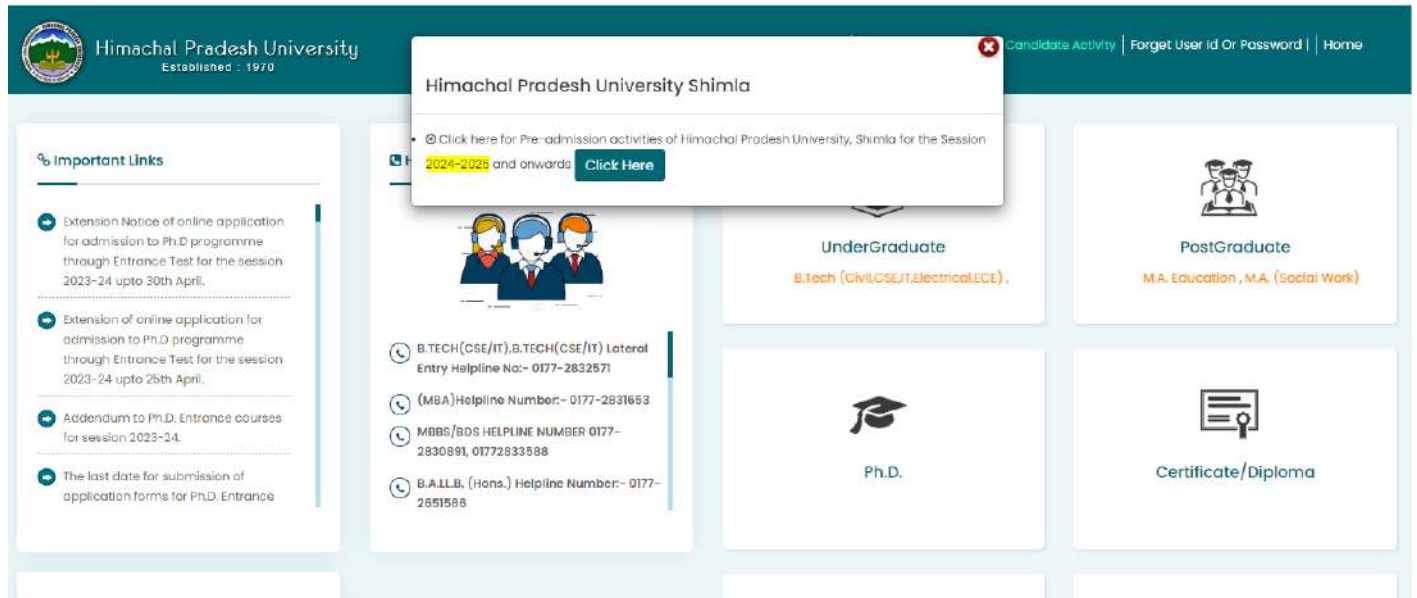 Himachal Pradesh University
Established : 1970
Candidate Activity | Forget User Id Or Password | | Home
Himachal Pradesh University Shimla
Click here for Pre-admission activities of Himachal Pradesh University, Shimla for the Session
2024-2025 and onwards Click Here
Important Links
Extension Notice of online application
for admission to Ph.D programme
through Entrance Test for the session
2023-24 upto 30th April.
Extension of online application for
admission to Ph.D programme
through Entrance Test for the session
2023-24 upto 25th April.
Addendum to Ph.D. Entrance courses
for session 2023-24.
The last date for submission of
application forms for Ph.D. Entrance
B.TECH(CSE/IT),B.TECH(CSE/IT) Lateral
Entry Helpline No:- 0177-2832571
(MBA)Helpline Number:- 0177-2831653
MBBS/BDS HELPLINE NUMBER 0177-
2830891, 01772833588
B.A.LL.B. (Hons.) Helpline Number:- 0177-
2651586
UnderGraduate
B.Tech (Civil,CSE,IT,Electrical,ECE) ,
PostGraduate
M.A. Education , M.A. (Social Work)
Ph.D.
Certificate/Diploma